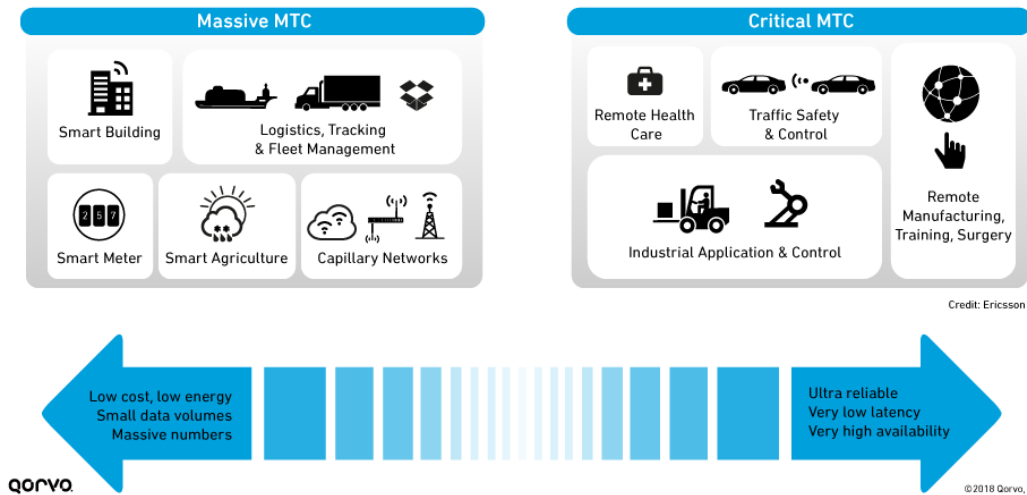 Massive MTC
Smart Building
Logistics, Tracking
& Fleet Management
257
Smart Meter
Smart Agriculture
Capillary Networks
Critical MTC
Remote Health
Care
Traffic Safety
& Control
Industrial Application & Control
Remote
Manufacturing,
Training, Surgery
Credit: Ericsson
Low cost, low energy
Small data volumes
Massive numbers
Ultra reliable
Very low latency
Very high availability
QORVO
©2018 Qorvo,